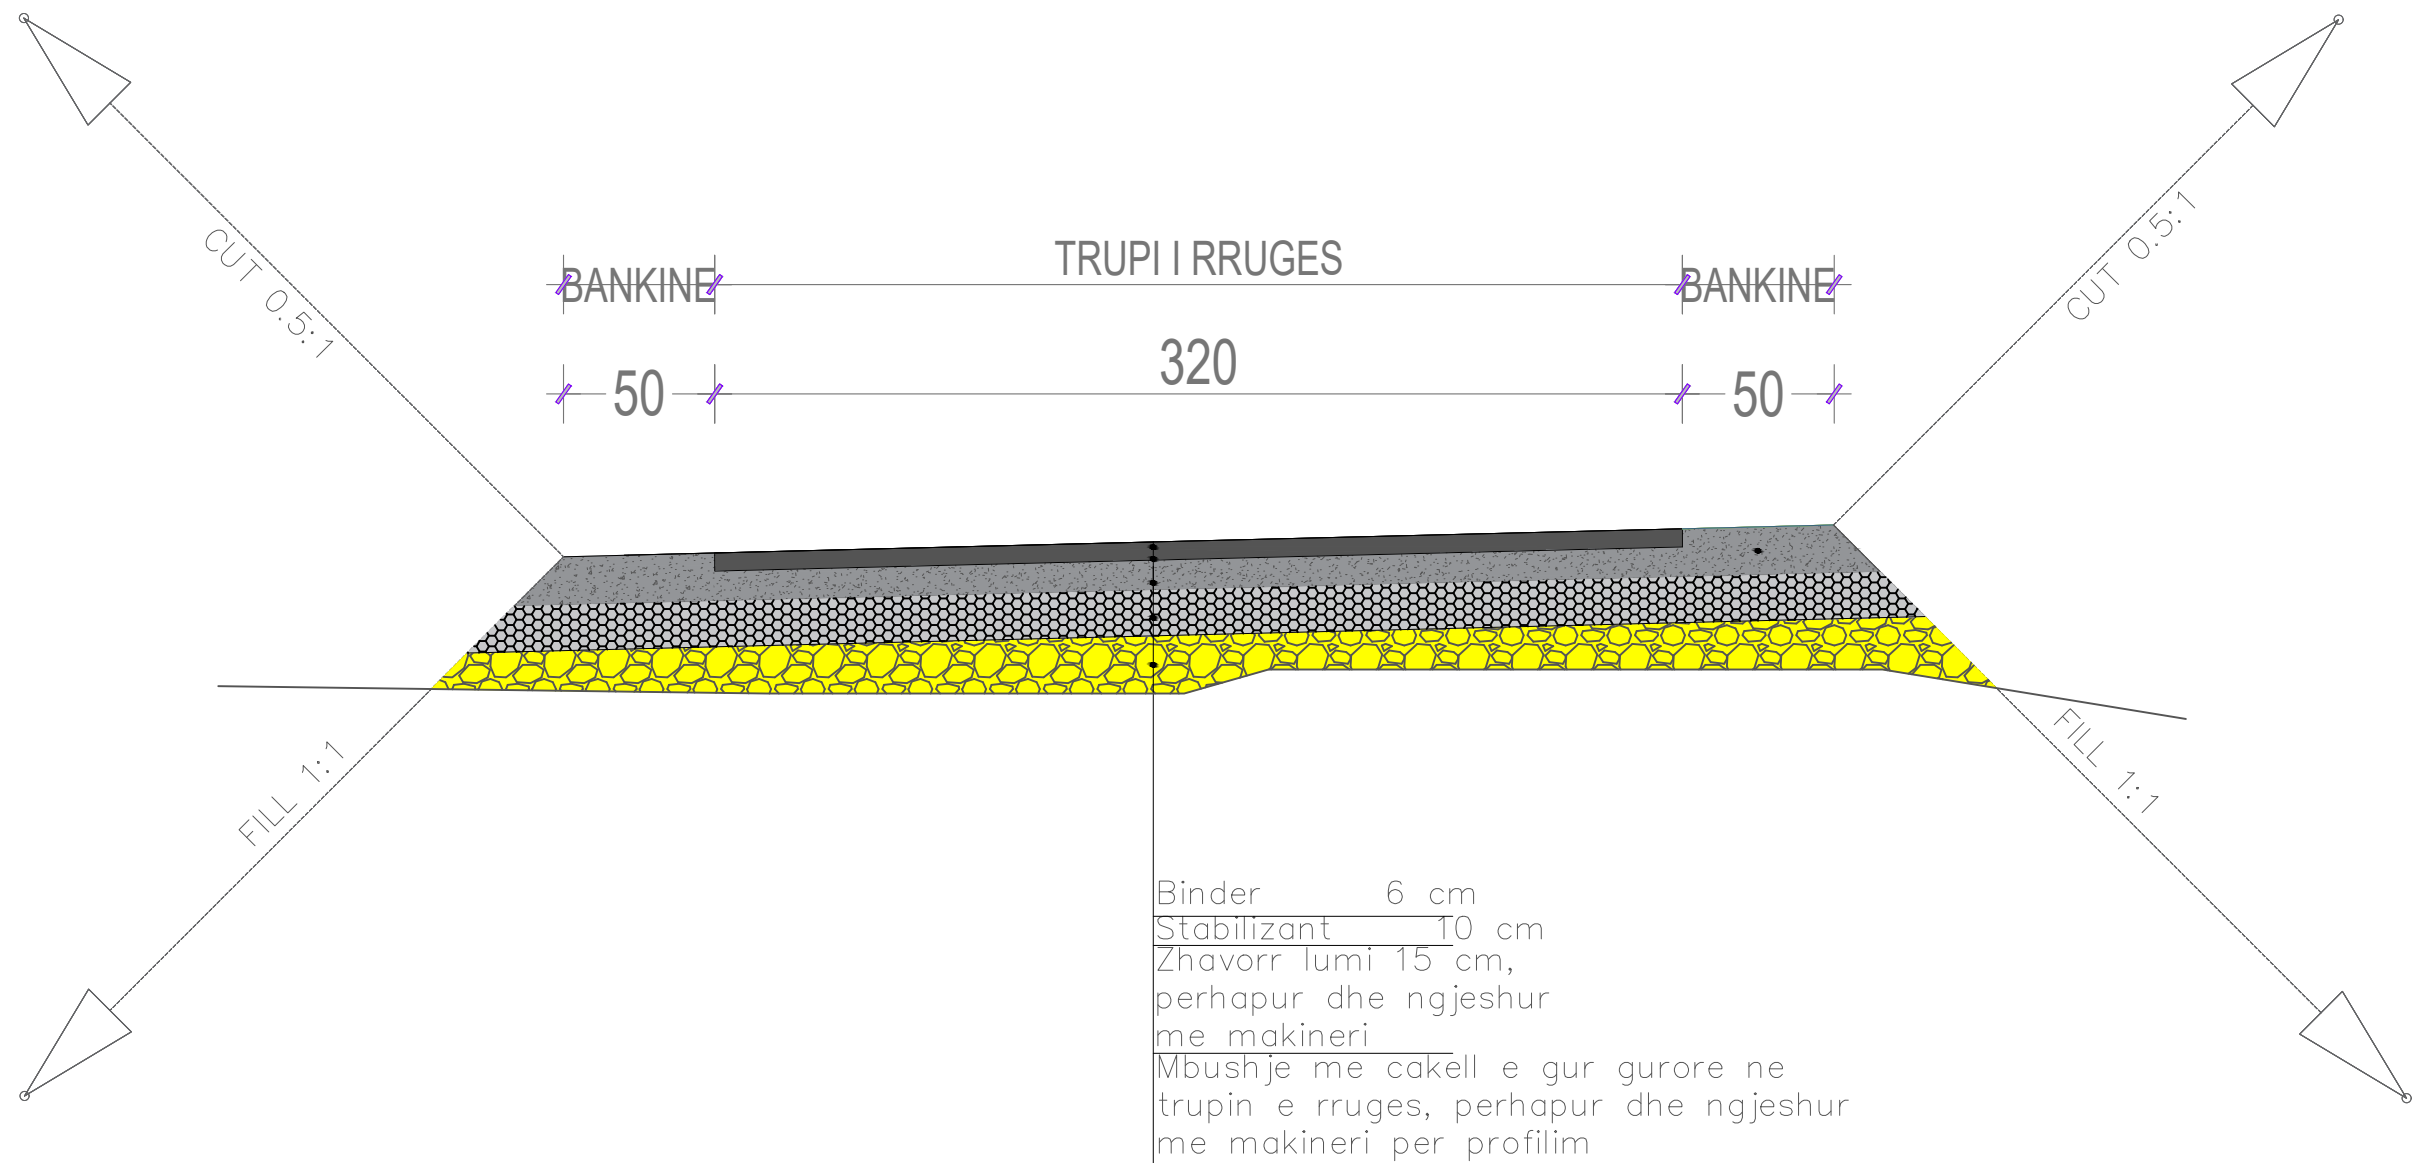 CUT 0.5:1
CUT 0.5:1
TRUPI I RRUGES
BANKINE
BANKINE
320
50
50
FILL 1:1
FILL 1:1
Binder 6 cm
Stabilizant 10 cm
Zhavorr lumi 15 cm,
perhapur dhe ngjeshur
me makineri
Mbushje me cakell e gur gurore ne
trupin e rruges, perhapur dhe ngjeshur
me makineri per profilim